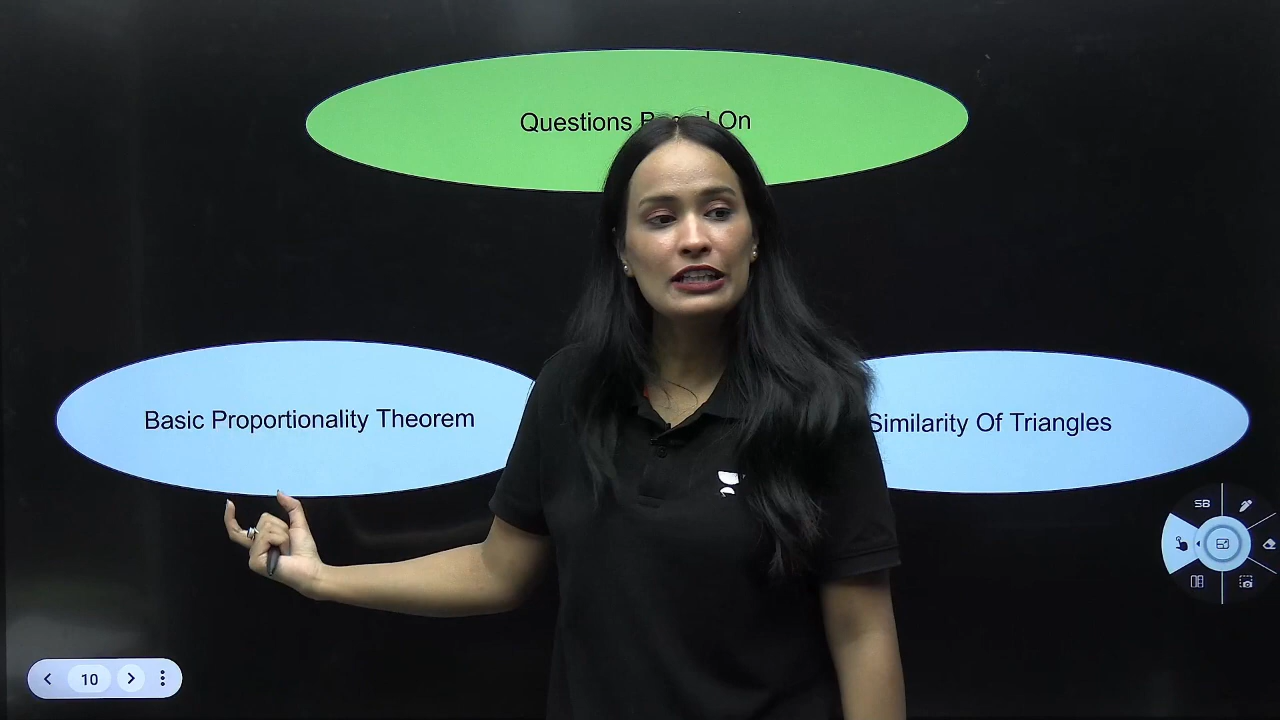 Questions On
Basic Proportionality Theorem
Similarity Of Triangles
SB
10